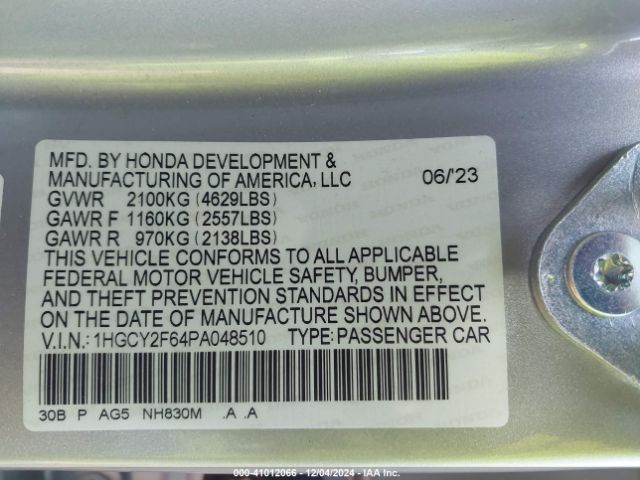 MFD. BY HONDA DEVELOPMENT &
MANUFACTURING OF AMERICA, LLC 06/'23
GVWR 2100KG (4629LBS)
GAWR F 1160KG (2557LBS)
GAWR R 970KG (2138LBS)
THIS VEHICLE CONFORMS TO ALL APPLICABLE
FEDERAL MOTOR VEHICLE SAFETY, BUMPER,
AND THEFT PREVENTION STANDARDS IN EFFECT
ON THE DATE OF MANUFACTURE SHOWN ABOVE.
V.I.N.: 1HGCY2F64PA048510 TYPE: PASSENGER CAR
30B P AG5 NH830M .A .A
000-41012066 - 12/04/2024 - IAA Inc.